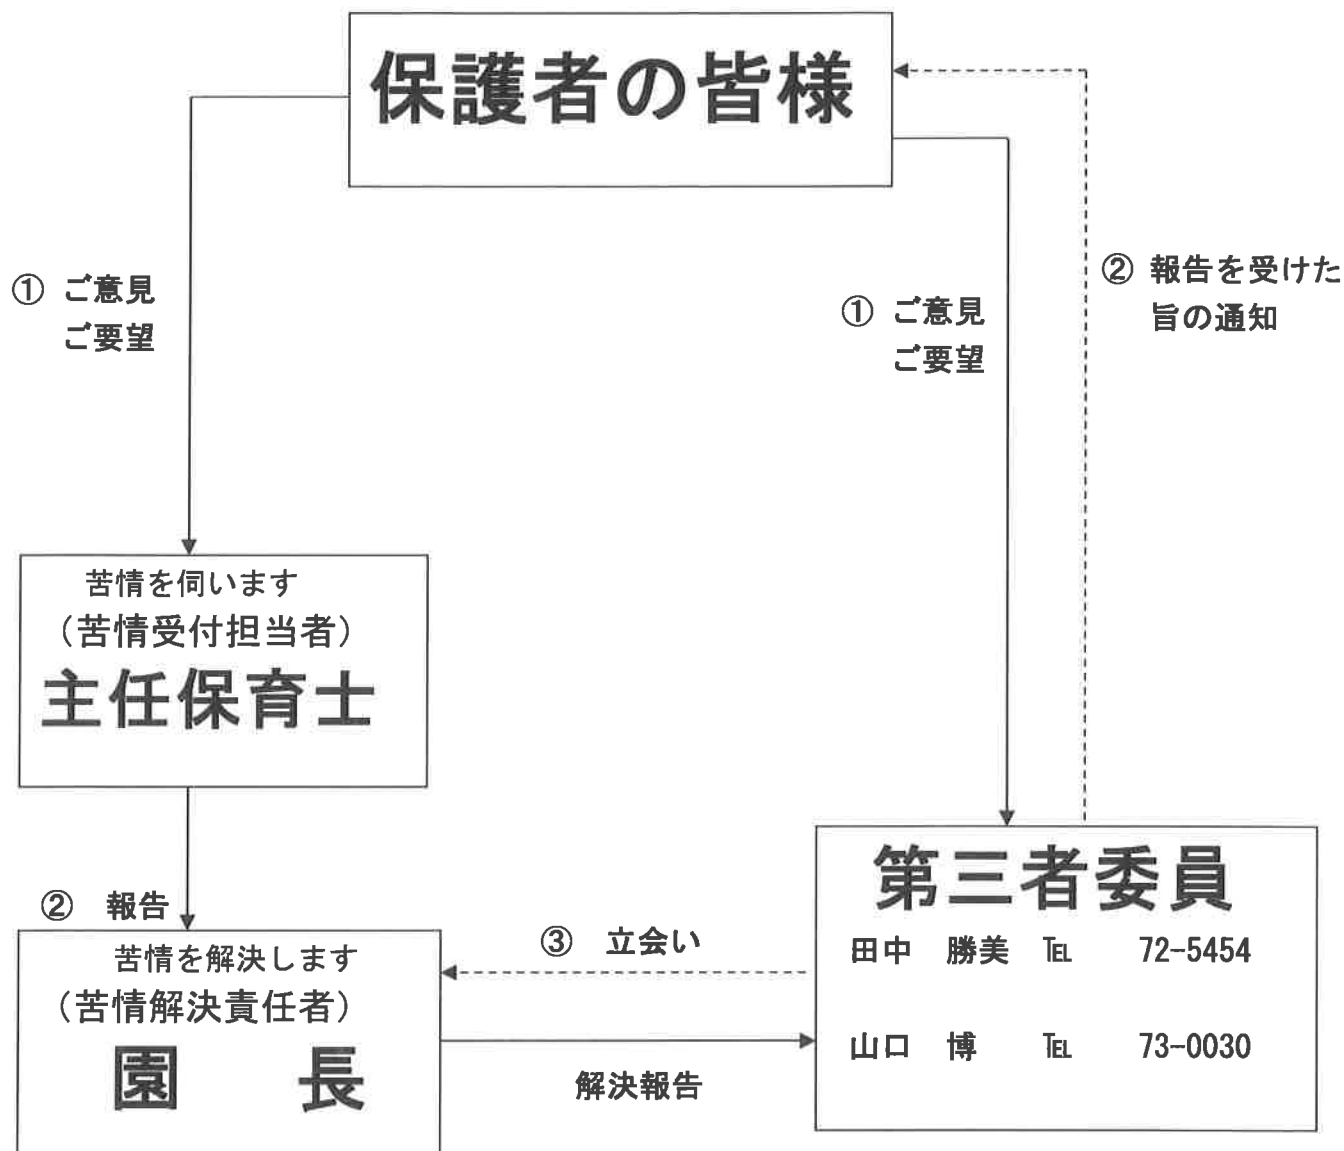 保護者の皆様
① ご意見
ご要望
① ご意見
ご要望
② 報告を受けた
旨の通知
苦情を伺います
（苦情受付担当者）
主任保育士
② 報告
苦情を解決します
（苦情解決責任者）
園 長
③ 立会い
解決報告
第三者委員
田中 勝美 ℡ 72-5454
山口 博 ℡ 73-0030